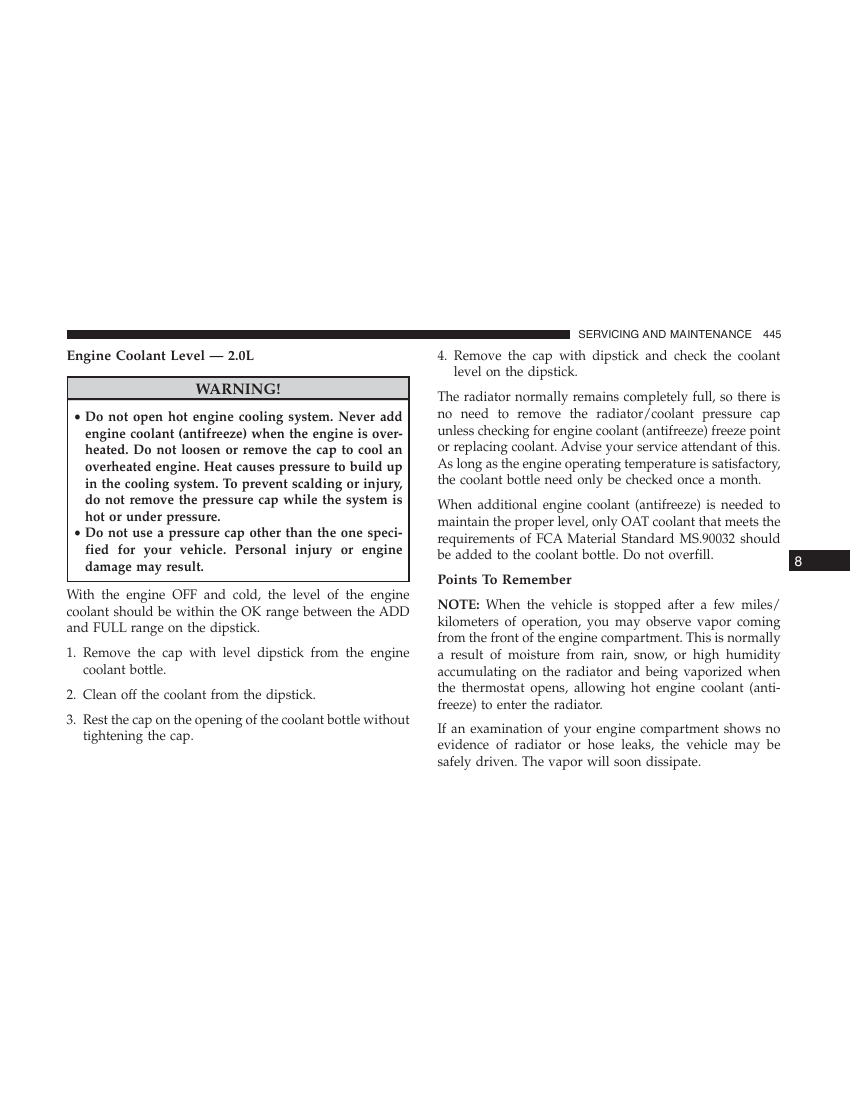 SERVICING AND MAINTENANCE 445
Engine Coolant Level — 2.0L
WARNING!
• Do not open hot engine cooling system. Never add
engine coolant (antifreeze) when the engine is over-
heated. Do not loosen or remove the cap to cool an
overheated engine. Heat causes pressure to build up
in the cooling system. To prevent scalding or injury,
do not remove the pressure cap while the system is
hot or under pressure.
• Do not use a pressure cap other than the one speci-
fied for your vehicle. Personal injury or engine
damage may result.
With the engine OFF and cold, the level of the engine
coolant should be within the OK range between the ADD
and FULL range on the dipstick.
1. Remove the cap with level dipstick from the engine
coolant bottle.
2. Clean off the coolant from the dipstick.
3. Rest the cap on the opening of the coolant bottle without
tightening the cap.
4. Remove the cap with dipstick and check the coolant
level on the dipstick.
The radiator normally remains completely full, so there is
no need to remove the radiator/coolant pressure cap
unless checking for engine coolant (antifreeze) freeze point
or replacing coolant. Advise your service attendant of this.
As long as the engine operating temperature is satisfactory,
the coolant bottle need only be checked once a month.
When additional engine coolant (antifreeze) is needed to
maintain the proper level, only OAT coolant that meets the
requirements of FCA Material Standard MS.90032 should
be added to the coolant bottle. Do not overfill.
Points To Remember
NOTE: When the vehicle is stopped after a few miles/
kilometers of operation, you may observe vapor coming
from the front of the engine compartment. This is normally
a result of moisture from rain, snow, or high humidity
accumulating on the radiator and being vaporized when
the thermostat opens, allowing hot engine coolant (anti-
freeze) to enter the radiator.
If an examination of your engine compartment shows no
evidence of radiator or hose leaks, the vehicle may be
safely driven. The vapor will soon dissipate.
8